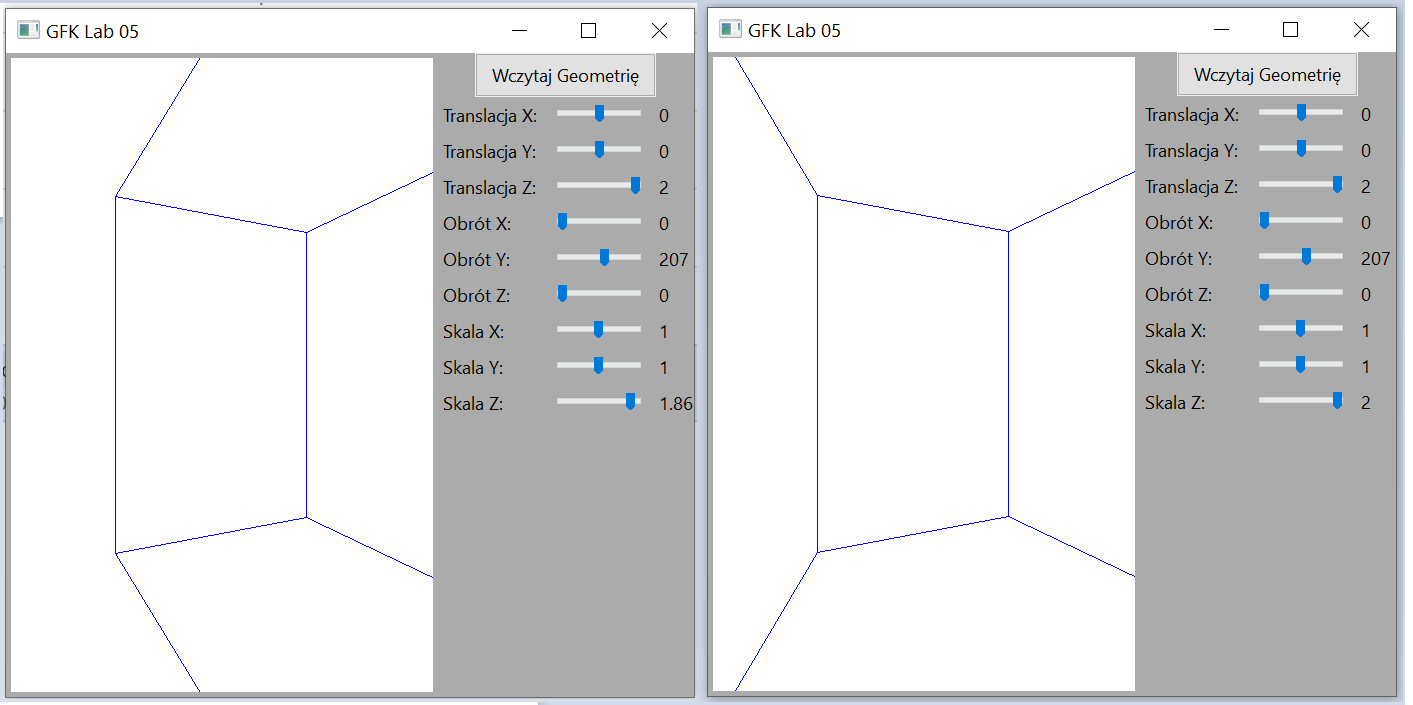 GFK Lab 05
Wczytaj Geometrię
Translacja X: 0
Translacja Y: 0
Translacja Z: 2
Obrót X: 0
Obrót Y: 207
Obrót Z: 0
Skala X: 1
Skala Y: 1
Skala Z: 1.86
GFK Lab 05
Wczytaj Geometrię
Translacja X: 0
Translacja Y: 0
Translacja Z: 2
Obrót X: 0
Obrót Y: 207
Obrót Z: 0
Skala X: 1
Skala Y: 1
Skala Z: 2